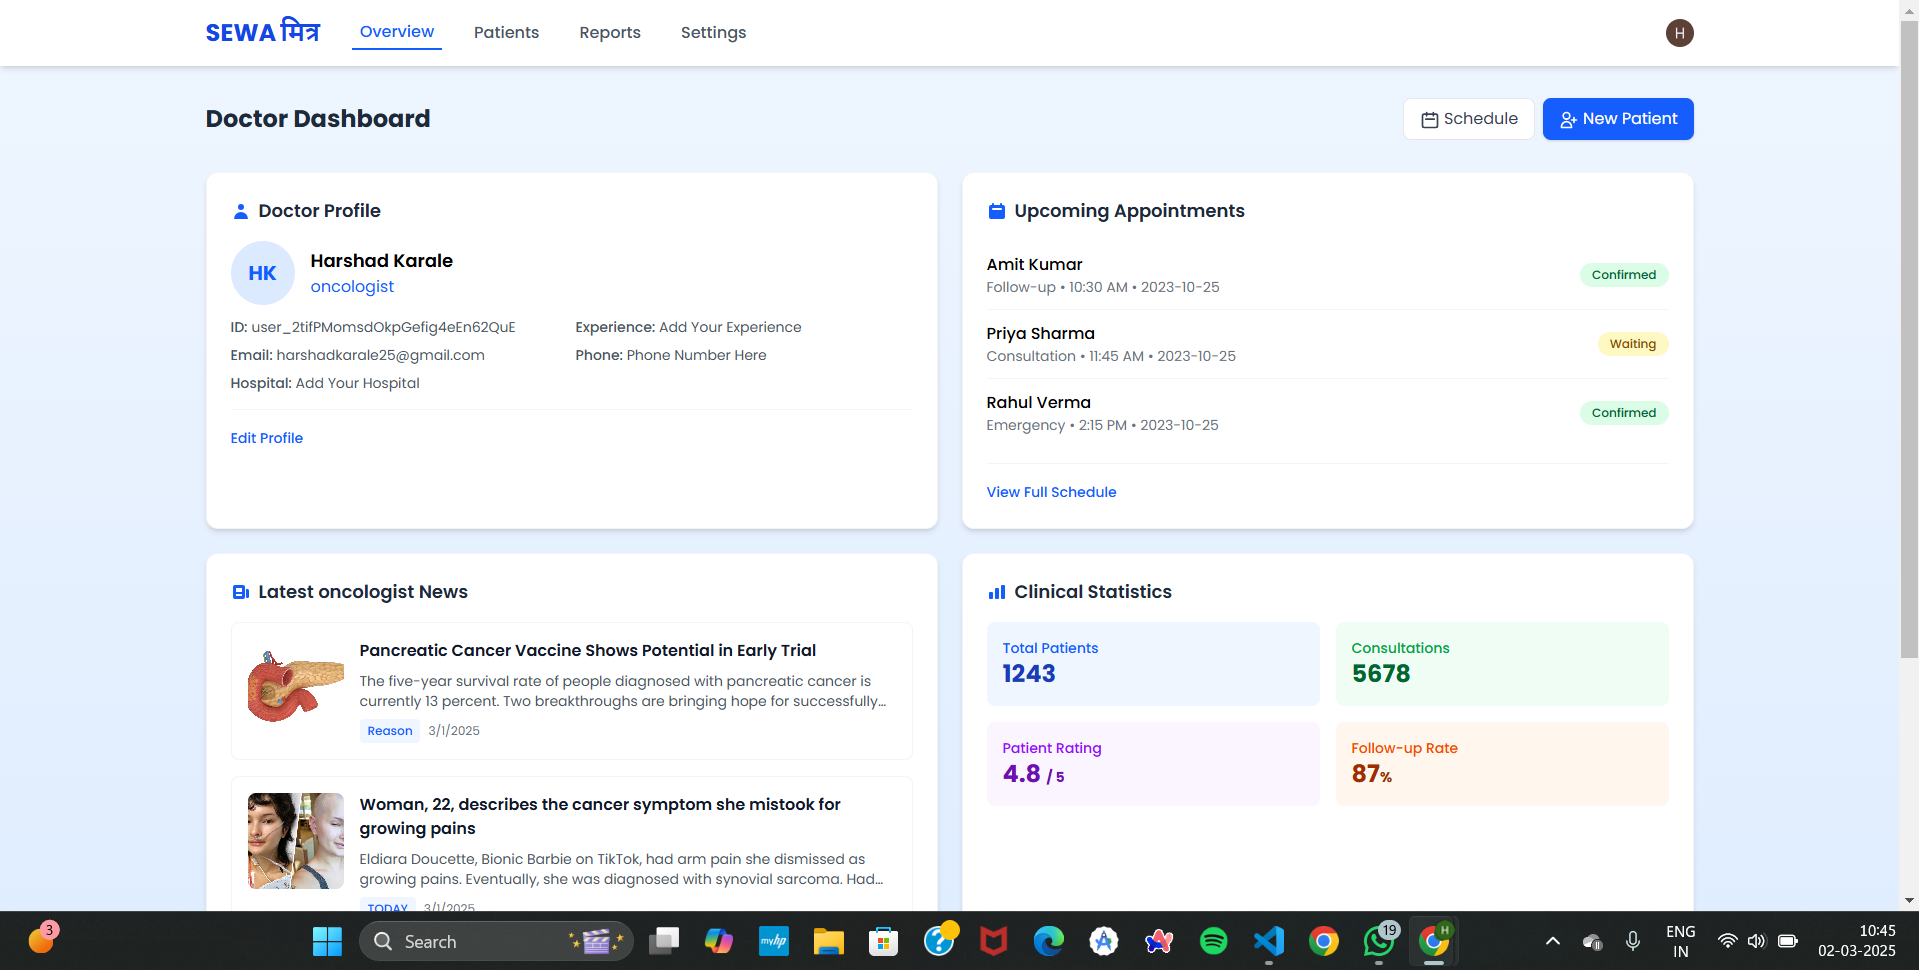 SEWA मित्र
Overview
Patients
Reports
Settings
H
Doctor Dashboard
Schedule
New Patient
Doctor Profile
HK
Harshad Karale
oncologist
ID: user_2tifPMomsdOkpGefig4eEn62QuE
Experience: Add Your Experience
Email: harshadkarale25@gmail.com
Phone: Phone Number Here
Hospital: Add Your Hospital
Edit Profile
Upcoming Appointments
Amit Kumar
Follow-up • 10:30 AM • 2023-10-25
Confirmed
Priya Sharma
Consultation • 11:45 AM • 2023-10-25
Waiting
Rahul Verma
Emergency • 2:15 PM • 2023-10-25
Confirmed
View Full Schedule
Latest oncologist News
Pancreatic Cancer Vaccine Shows Potential in Early Trial
The five-year survival rate of people diagnosed with pancreatic cancer is
currently 13 percent. Two breakthroughs are bringing hope for successfully...
Reason
3/1/2025
Woman, 22, describes the cancer symptom she mistook for
growing pains
Eldiara Doucette, Bionic Barbie on TikTok, had arm pain she dismissed as
growing pains. Eventually, she was diagnosed with synovial sarcoma. Had...
TODAY
3/1/2025
Clinical Statistics
Total Patients
1243
Consultations
5678
Patient Rating
4.8 / 5
Follow-up Rate
87%
3
Search
myhp
19
H
ENG
IN
10:45
02-03-2025